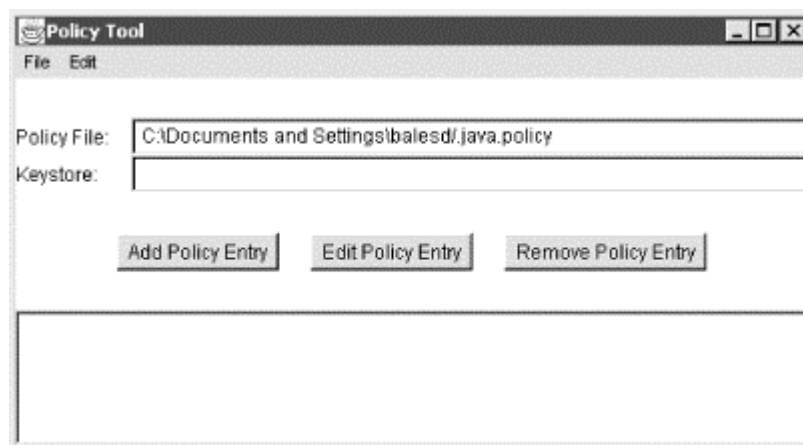 Policy Tool
File Edit
Policy File: C:\Documents and Settings\balesd/.java.policy
Keystore:
Add Policy Entry Edit Policy Entry Remove Policy Entry